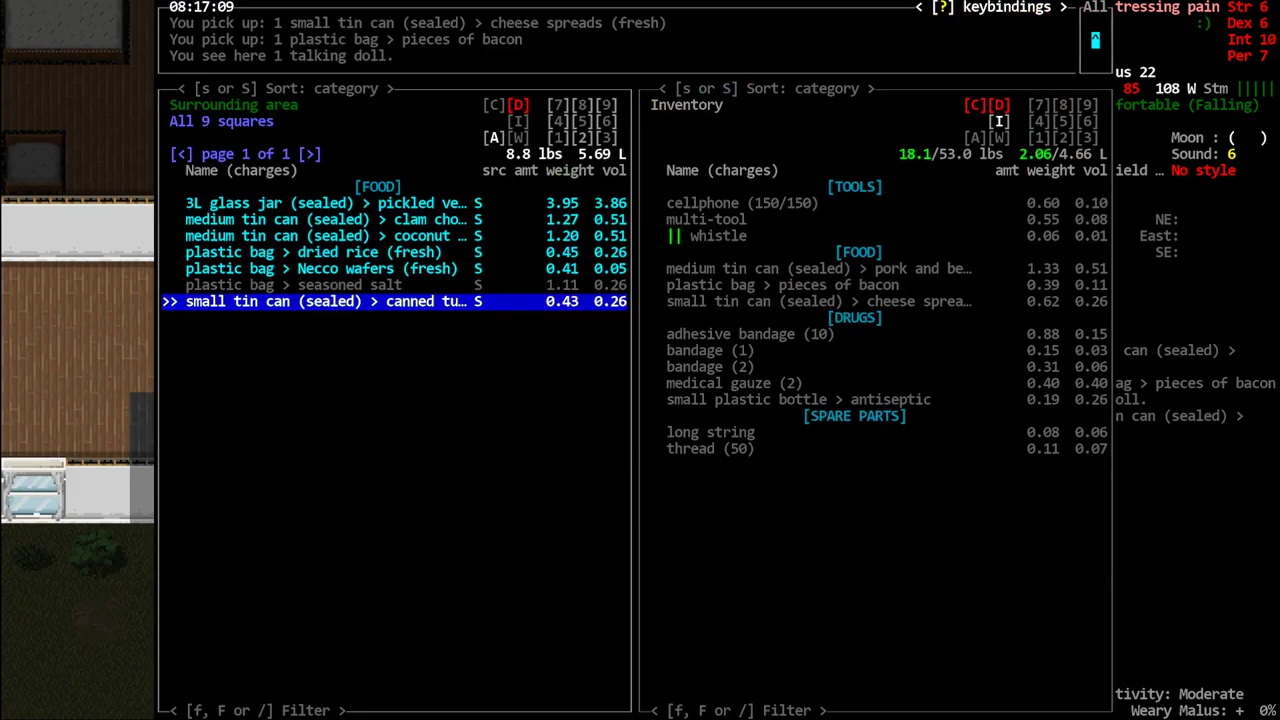 08:17:09
< [?] keybindings >
All tressing pain Str 6
You pick up: 1 small tin can (sealed) > cheese spreads (fresh)
:) Dex 6
You pick up: 1 plastic bag > pieces of bacon
^
Int 10
You see here 1 talking doll.
Per 7
us 22
< [s or S] Sort: category >
< [s or S] Sort: category >
85 108 W Stm |||||
Surrounding area [C][D] [7][8][9]
Inventory [C][D] [7][8][9]
fortable (Falling)
All 9 squares [I] [4][5][6]
[I] [4][5][6]
[A][W] [1][2][3]
[A][W] [1][2][3]
Moon : (   )
[<] page 1 of 1 [>] 8.8 lbs 5.69 L
18.1/53.0 lbs 2.06/4.66 L
Sound: 6
Name (charges) src amt weight vol
Name (charges) amt weight vol
ield … No style
[FOOD]
[TOOLS]
3L glass jar (sealed) > pickled ve… S 3.95 3.86
cellphone (150/150) 0.60 0.10
medium tin can (sealed) > clam cho… S 1.27 0.51
multi-tool 0.55 0.08
NE:
medium tin can (sealed) > coconut … S 1.20 0.51
|| whistle 0.06 0.01
East:
plastic bag > dried rice (fresh) S 0.45 0.26
[FOOD]
SE:
plastic bag > Necco wafers (fresh) S 0.41 0.05
medium tin can (sealed) > pork and be… 1.33 0.51
plastic bag > seasoned salt S 1.11 0.26
plastic bag > pieces of bacon 0.39 0.11
>> small tin can (sealed) > canned tu… S 0.43 0.26
small tin can (sealed) > cheese sprea… 0.62 0.26
[DRUGS]
adhesive bandage (10) 0.88 0.15
bandage (1) 0.15 0.03
can (sealed) >
bandage (2) 0.31 0.06
medical gauze (2) 0.40 0.40
ag > pieces of bacon
small plastic bottle > antiseptic 0.19 0.26
oll.
[SPARE PARTS]
n can (sealed) >
long string 0.08 0.06
thread (50) 0.11 0.07
tivity: Moderate
< [f, F or /] Filter >
< [f, F or /] Filter >
Weary Malus: + 0%